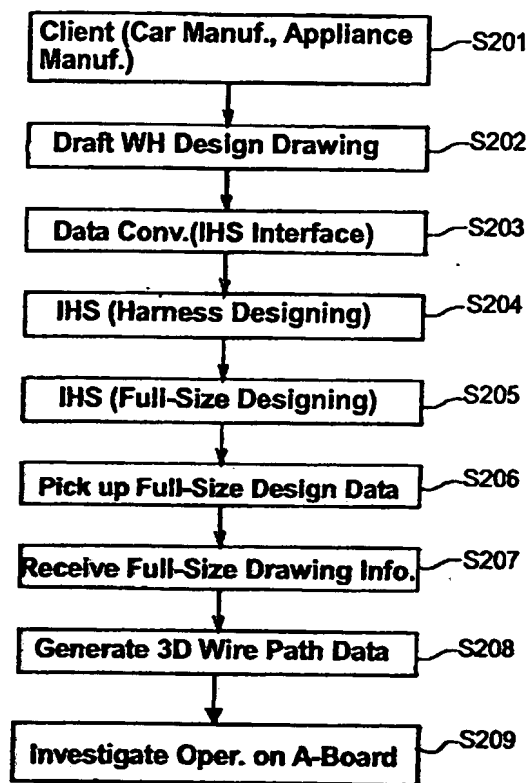 Client (Car Manuf., Appliance
Manuf.)
S201
Draft WH Design Drawing
S202
Data Conv.(IHS Interface)
S203
IHS (Harness Designing)
S204
IHS (Full-Size Designing)
S205
Pick up Full-Size Design Data
S206
Receive Full-Size Drawing Info.
S207
Generate 3D Wire Path Data
S208
Investigate Oper. on A-Board
S209